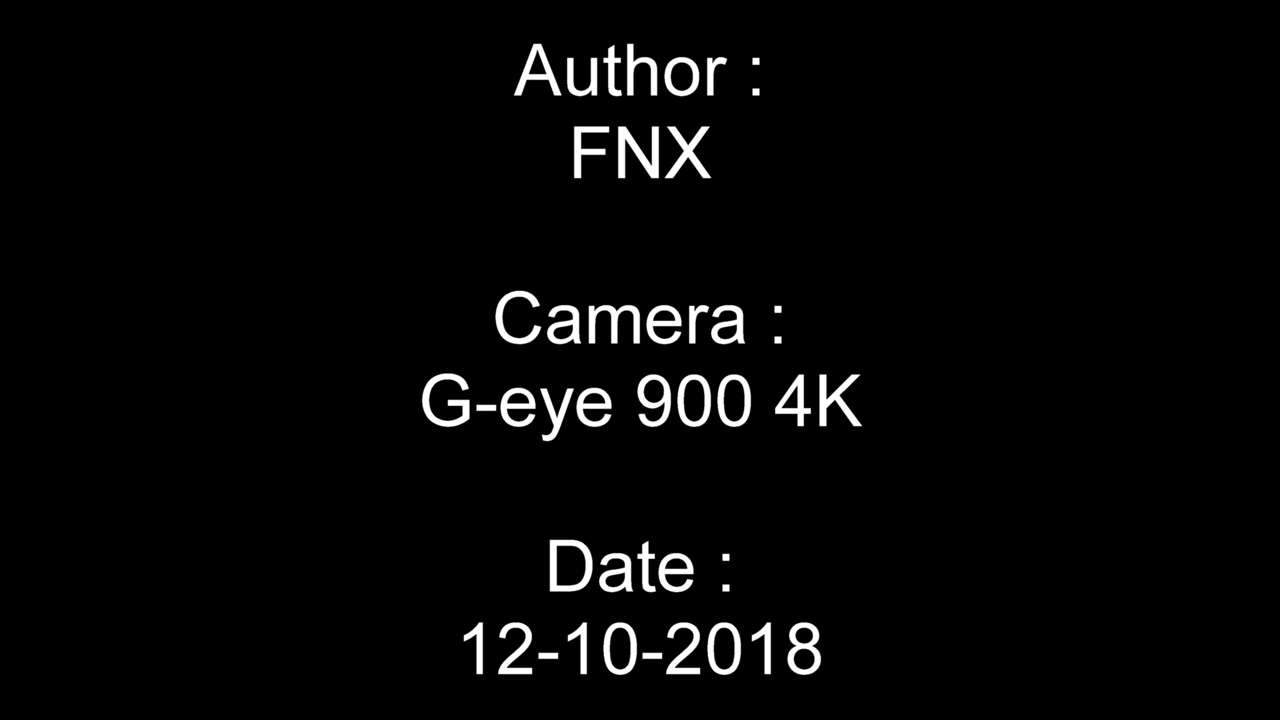 Author :
FNX
Camera :
G-eye 900 4K
Date :
12-10-2018